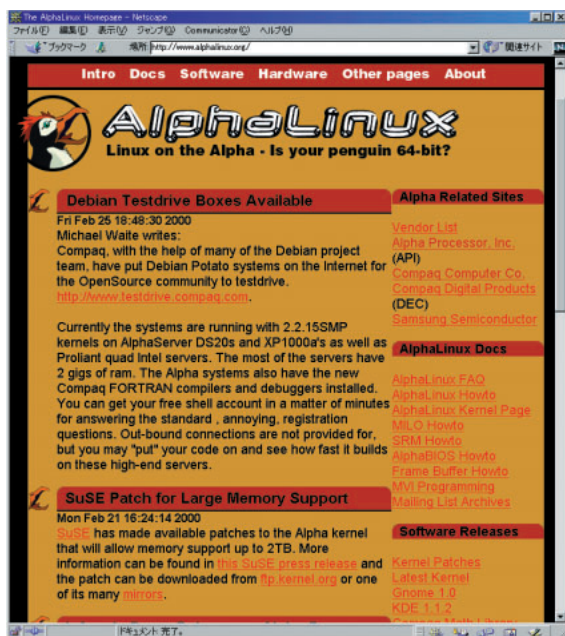 The AlphaLinux Homepage - Netscape
ファイル(F) 編集(E) 表示(V) ジャンプ(G) Communicator(C) ヘルプ(H)
ブックマーク 場所: http://www.alphalinux.org/ 関連サイト
Intro Docs Software Hardware Other pages About
AlphaLinux
Linux on the Alpha - Is your penguin 64-bit?
Debian Testdrive Boxes Available
Fri Feb 25 18:48:30 2000
Michael Waite writes:
Compaq, with the help of many of the Debian project
team, have put Debian Potato systems on the Internet for
the OpenSource community to testdrive.
http://www.testdrive.compaq.com.
Currently the systems are running with 2.2.15SMP
kernels on AlphaServer DS20s and XP1000a's as well as
Proliant quad Intel servers. The most of the servers have
2 gigs of ram. The Alpha systems also have the new
Compaq FORTRAN compilers and debuggers installed.
You can get your free shell account in a matter of minutes
for answering the standard , annoying, registration
questions. Out-bound connections are not provided for,
but you may "put" your code on and see how fast it builds
on these high-end servers.
SuSE Patch for Large Memory Support
Mon Feb 21 16:24:14 2000
SuSE has made available patches to the Alpha kernel
that will allow memory support up to 2TB. More
information can be found in this SuSE press release and
the patch can be downloaded from ftp.kernel.org or one
of its many mirrors.
Alpha Related Sites
Vendor List
Alpha Processor, Inc.
(API)
Compaq Computer Co.
Compaq Digital Products
(DEC)
Samsung Semiconductor
AlphaLinux Docs
AlphaLinux FAQ
AlphaLinux Howto
AlphaLinux Kernel Page
MILO Howto
SRM Howto
AlphaBIOS Howto
Frame Buffer Howto
MVI Programming
Mailing List Archives
Software Releases
Kernel Patches
Latest Kernel
Gnome 1.0
KDE 1.1.2
Compaq Math Library
ドキュメント 完了。